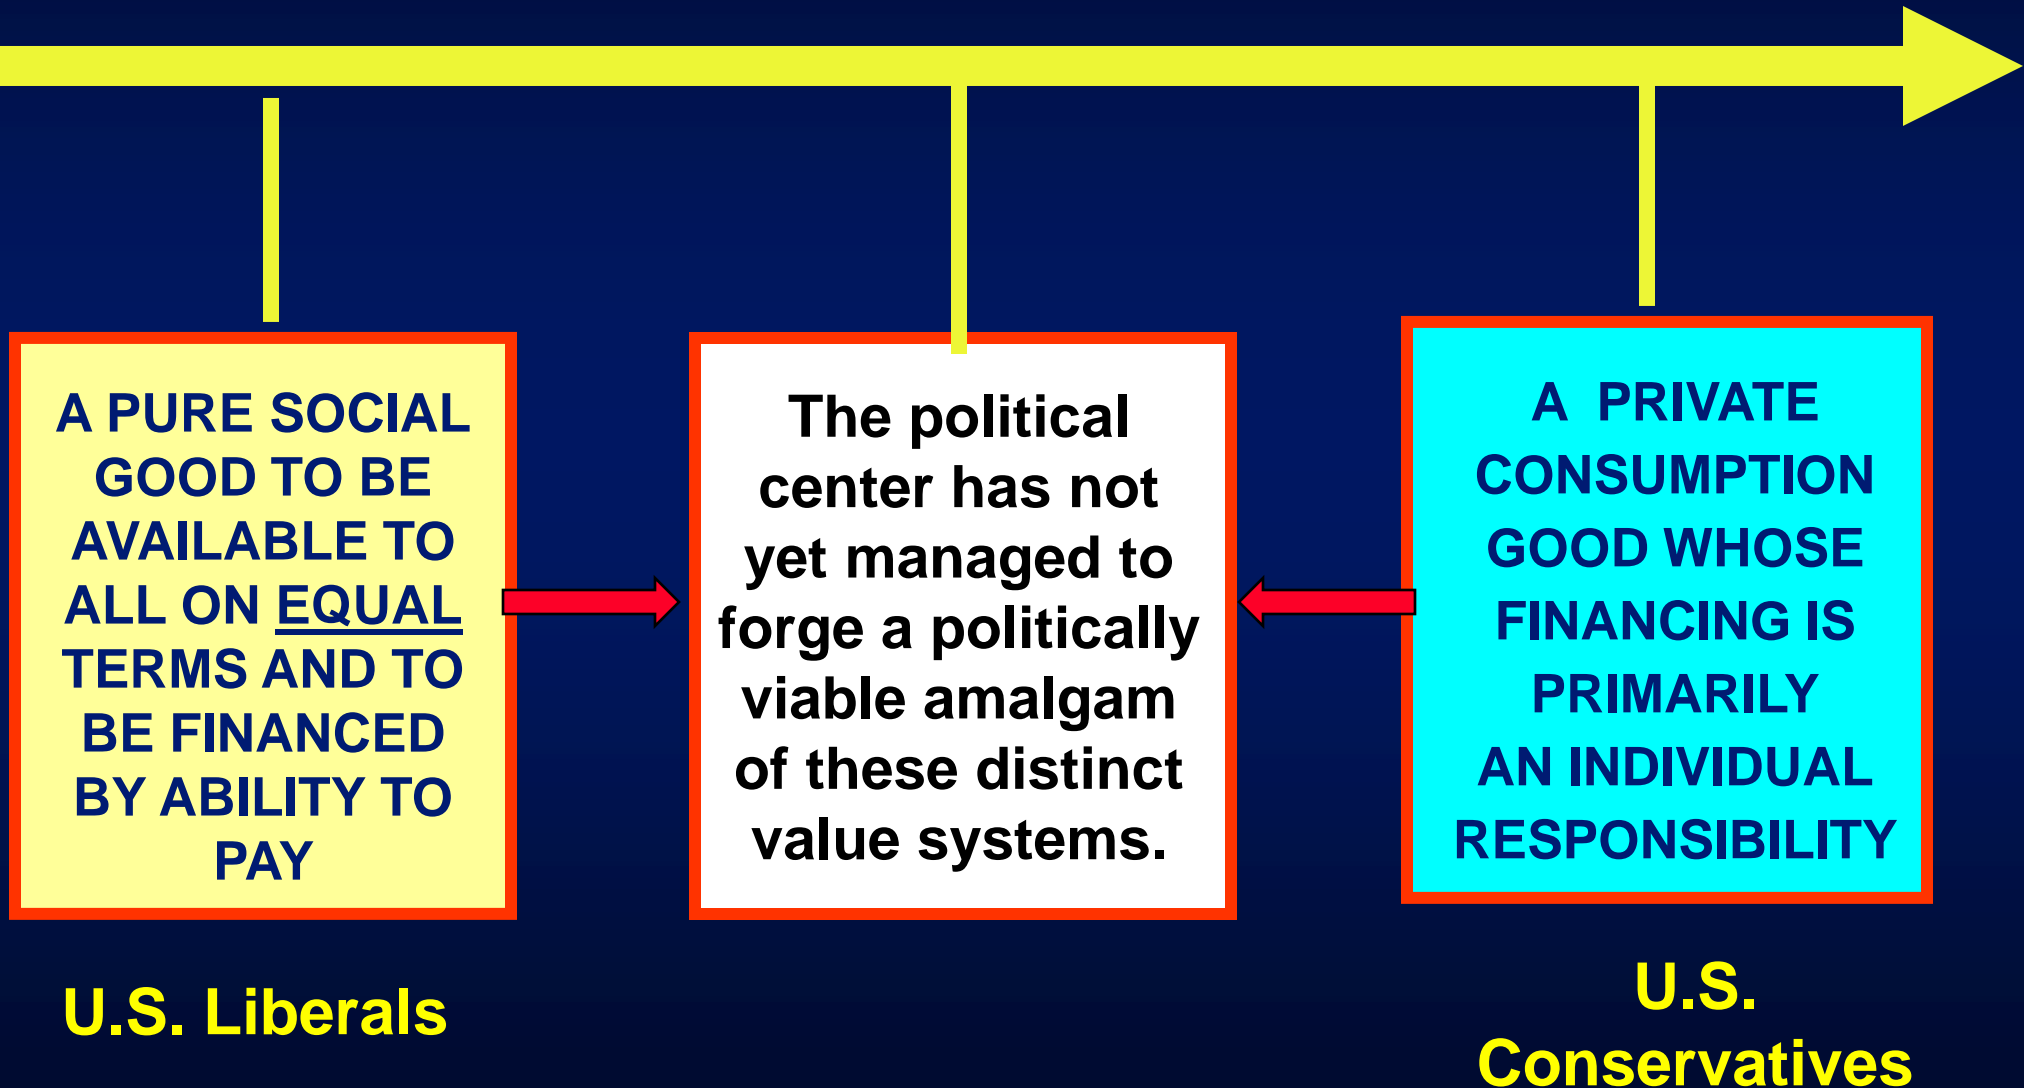 A PURE SOCIAL
GOOD TO BE
AVAILABLE TO
ALL ON EQUAL
TERMS AND TO
BE FINANCED
BY ABILITY TO
PAY
U.S. Liberals
The political
center has not
yet managed to
forge a politically
viable amalgam
of these distinct
value systems.
A PRIVATE
CONSUMPTION
GOOD WHOSE
FINANCING IS
PRIMARILY
AN INDIVIDUAL
RESPONSIBILITY
U.S.
Conservatives